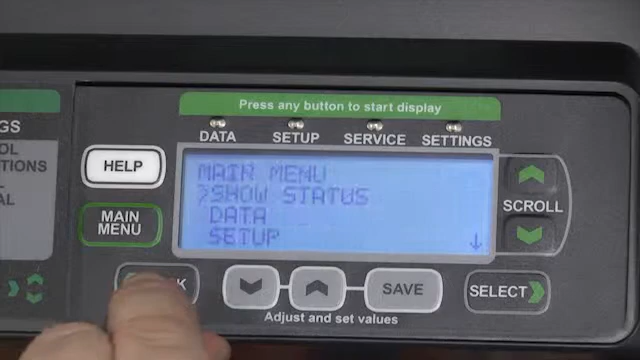 Press any button to start display
GS
DATA
SETUP
SERVICE
SETTINGS
OL
TIONS
AL
HELP
MAIN MENU
SHOW STATUS
DATA
SETUP
↓
SCROLL
MAIN
MENU
K
SAVE
SELECT
Adjust and set values